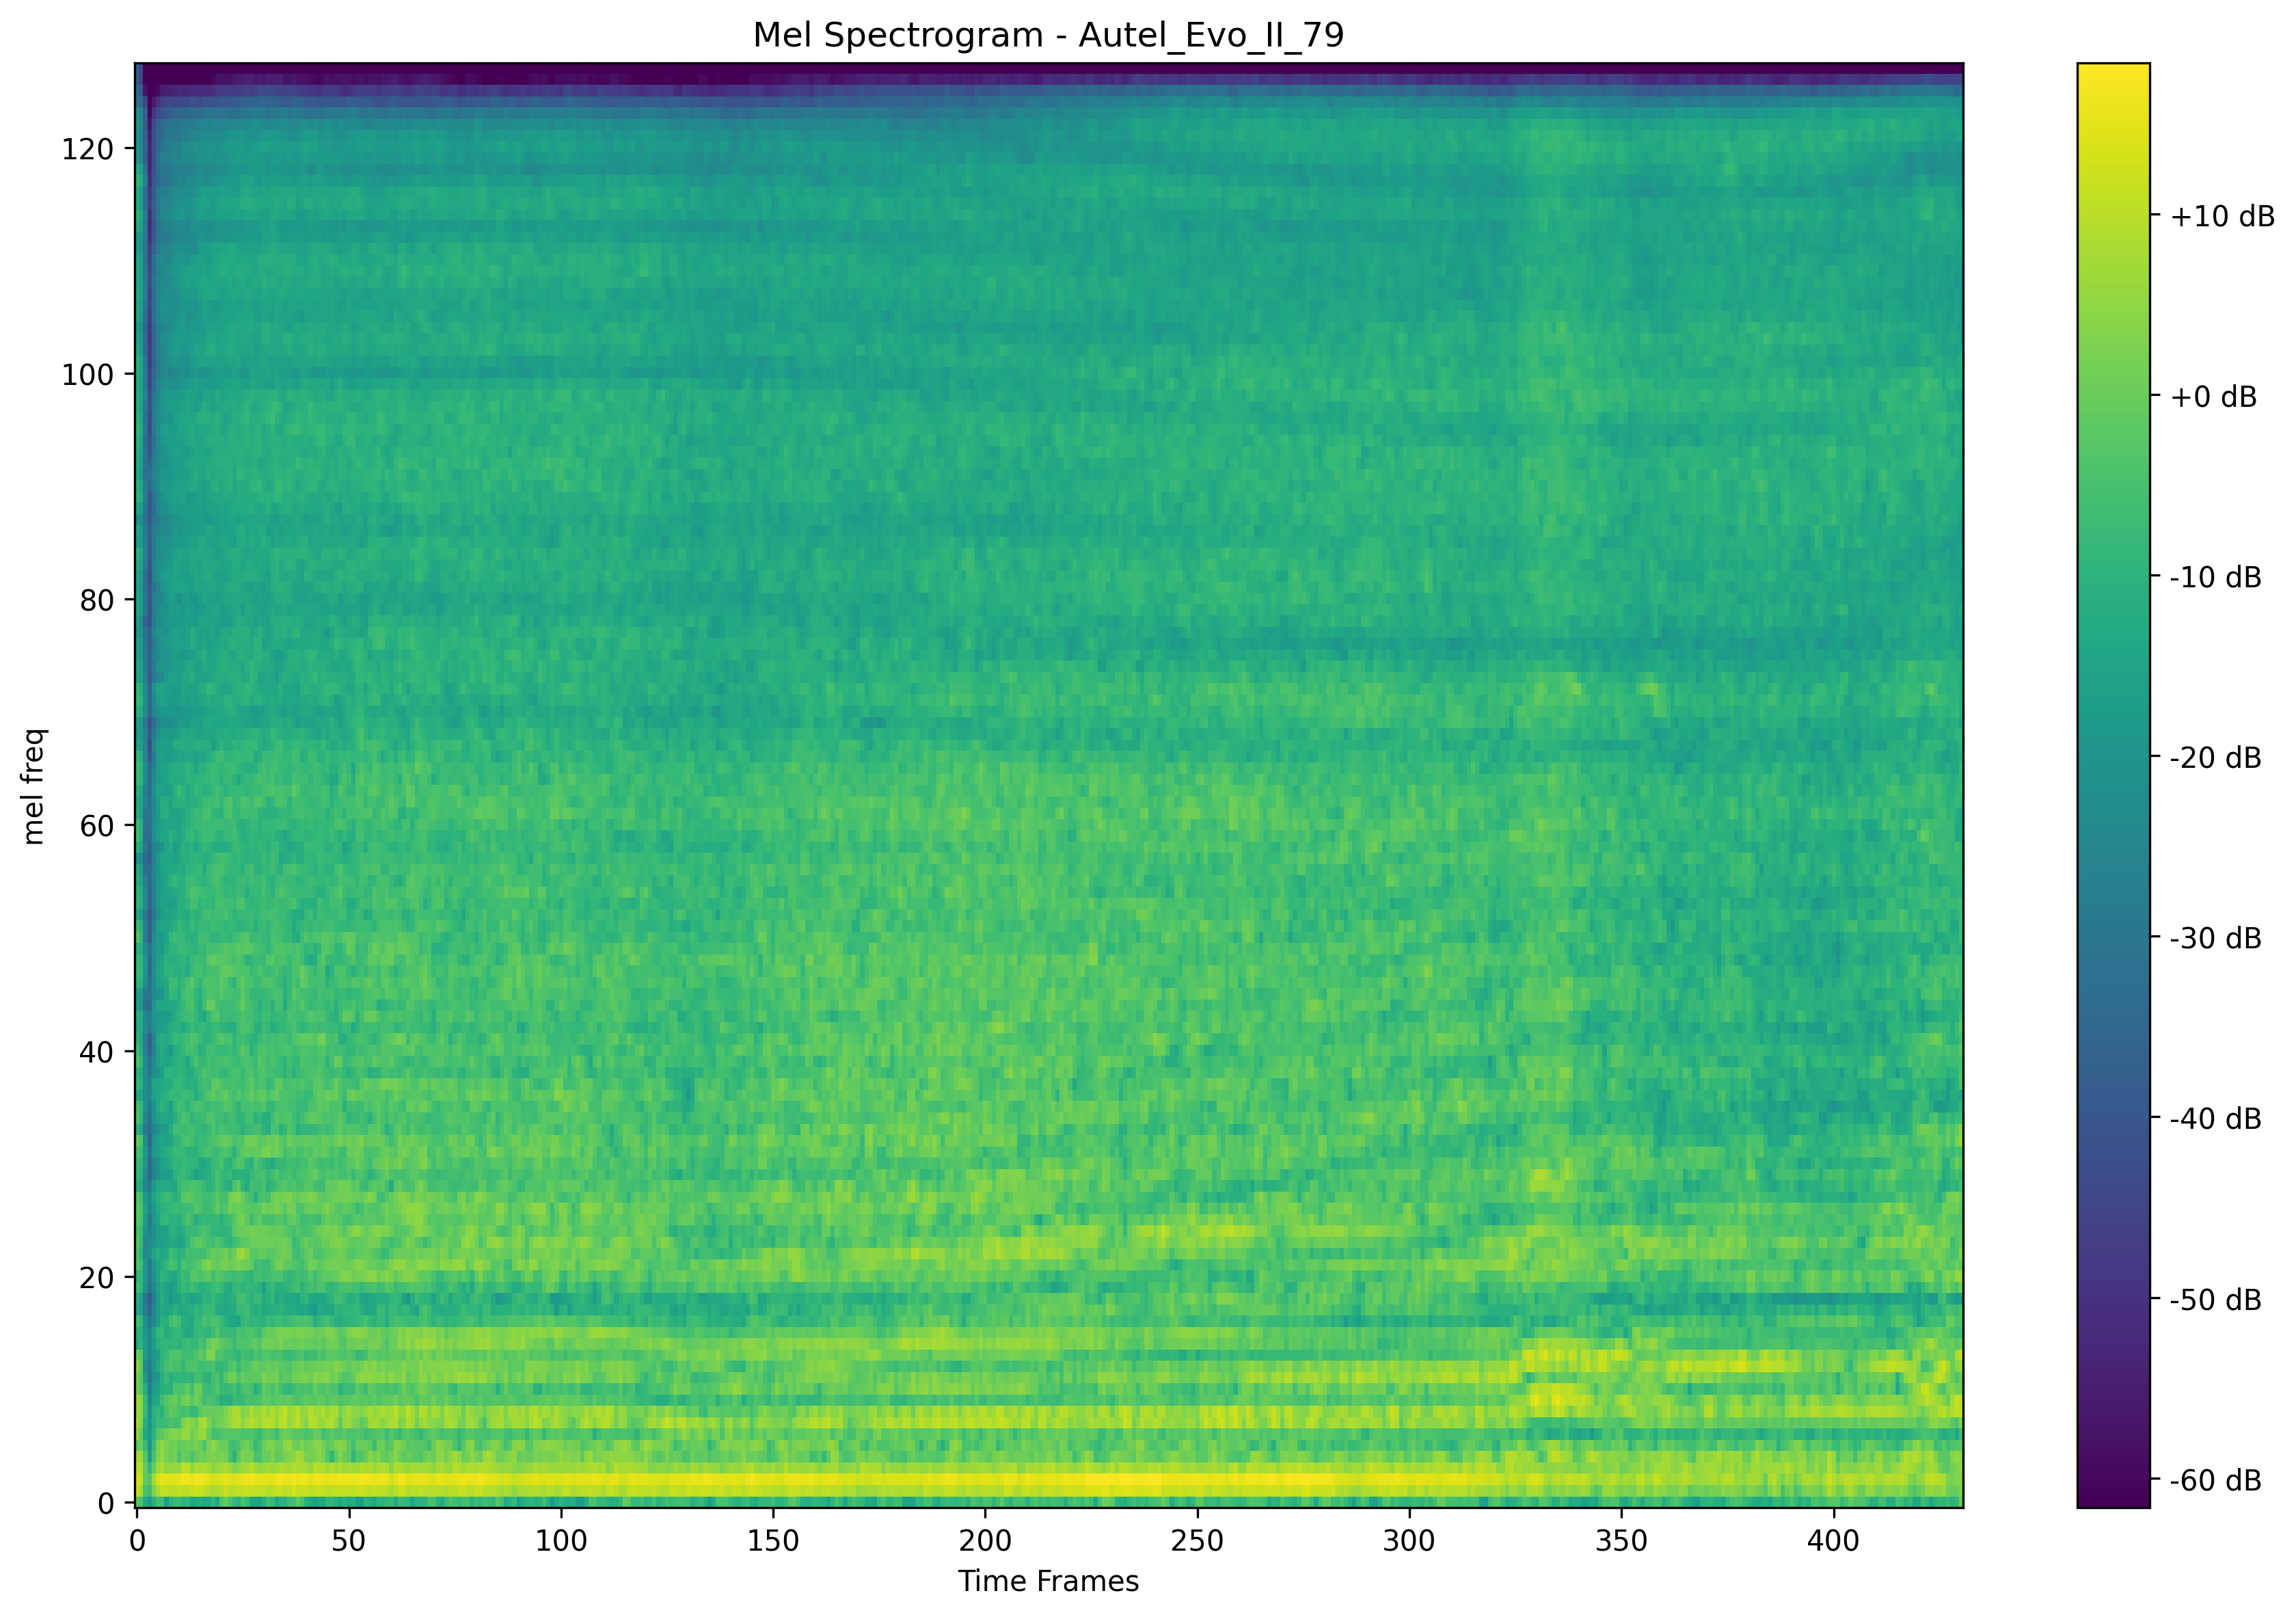 Mel Spectrogram - Autel_Evo_II_79
mel freq
120
100
80
60
40
20
0
0 50 100 150 200 250 300 350 400
Time Frames
+10 dB
+0 dB
-10 dB
-20 dB
-30 dB
-40 dB
-50 dB
-60 dB